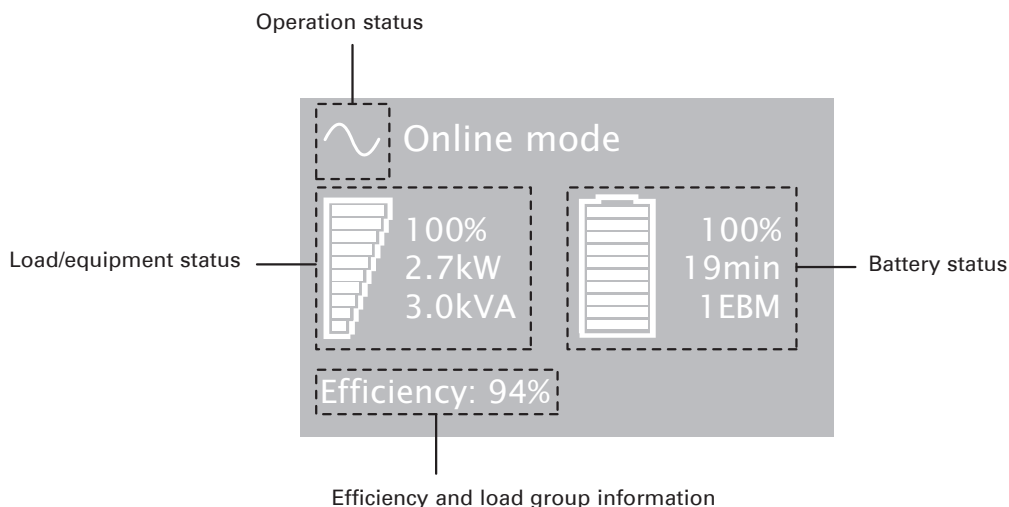 Operation status
Online mode
Load/equipment status
100%
2.7kW
3.0kVA
100%
19min
1EBM
Battery status
Efficiency: 94%
Efficiency and load group information